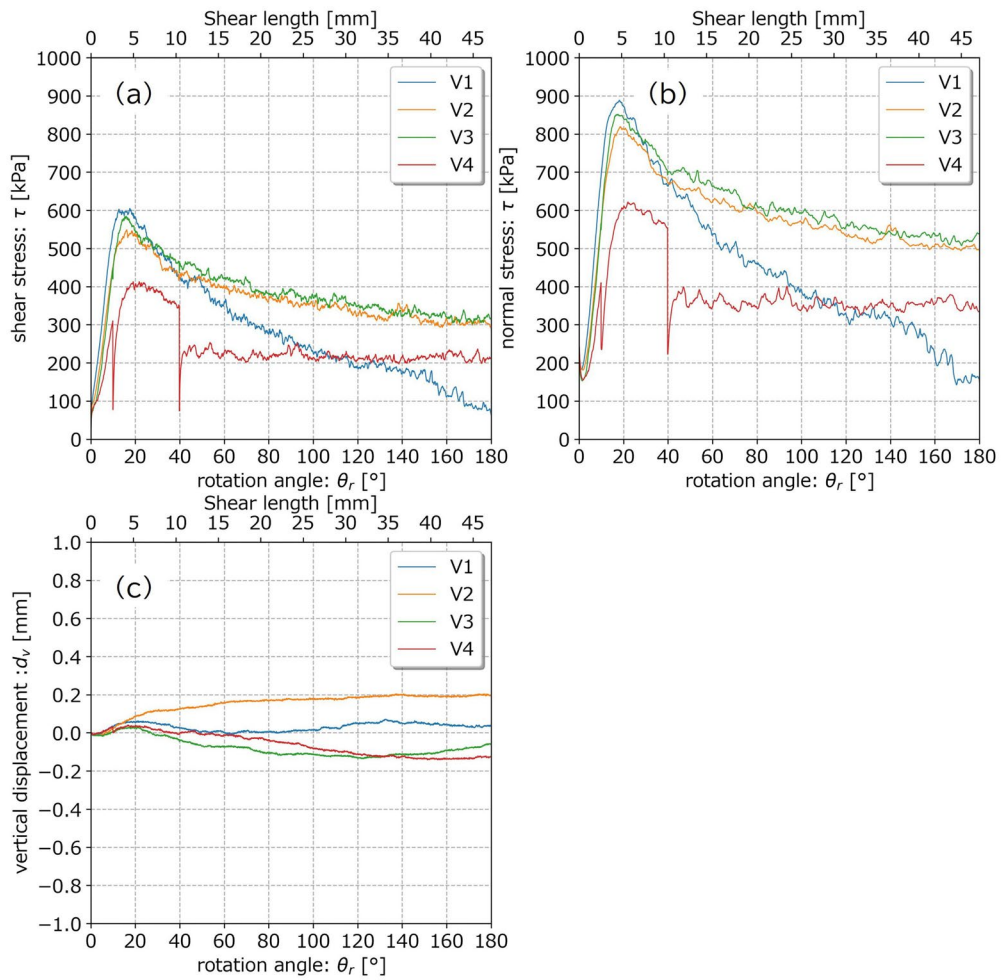 Shear length [mm]
0 5 10 15 20 25 30 35 40 45
1000
900
800
700
600
500
400
300
200
100
0
shear stress: τ [kPa]
(a)
V1
V2
V3
V4
0 20 40 60 80 100 120 140 160 180
rotation angle: θr [°]
Shear length [mm]
0 5 10 15 20 25 30 35 40 45
1000
900
800
700
600
500
400
300
200
100
0
normal stress: τ [kPa]
(b)
V1
V2
V3
V4
0 20 40 60 80 100 120 140 160 180
rotation angle: θr [°]
Shear length [mm]
0 5 10 15 20 25 30 35 40 45
1.0
0.8
0.6
0.4
0.2
0.0
−0.2
−0.4
−0.6
−0.8
−1.0
vertical displacement :dv [mm]
(c)
V1
V2
V3
V4
0 20 40 60 80 100 120 140 160 180
rotation angle: θr [°]